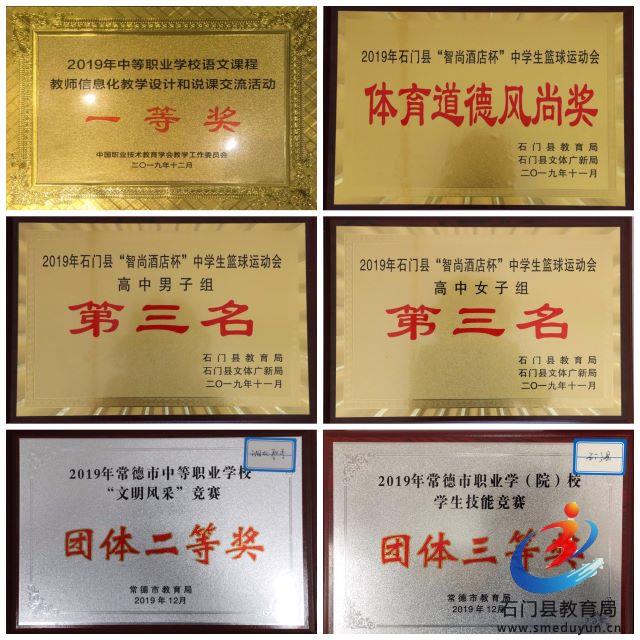 2019年中等职业学校语文课程
教师信息化教学设计和说课交流活动
一等奖
中国职业技术教育学会教学工作委员会
二〇一九年十二月
2019年石门县“智尚酒店杯”中学生篮球运动会
体育道德风尚奖
石门县教育局
石门县文体广新局
二〇一九年十一月
2019年石门县“智尚酒店杯”中学生篮球运动会
高中男子组
第三名
石门县教育局
石门县文体广新局
二〇一九年十一月
2019年石门县“智尚酒店杯”中学生篮球运动会
高中女子组
第三名
石门县教育局
石门县文体广新局
二〇一九年十一月
2019年常德市中等职业学校
“文明风采”竞赛
团体二等奖
常德市教育局
2019年12月
石门县
2019年常德市职业学（院）校
学生技能竞赛
团体三等奖
常德市教育局
2019年12月
石门县教育局
www.smeduyun.cn